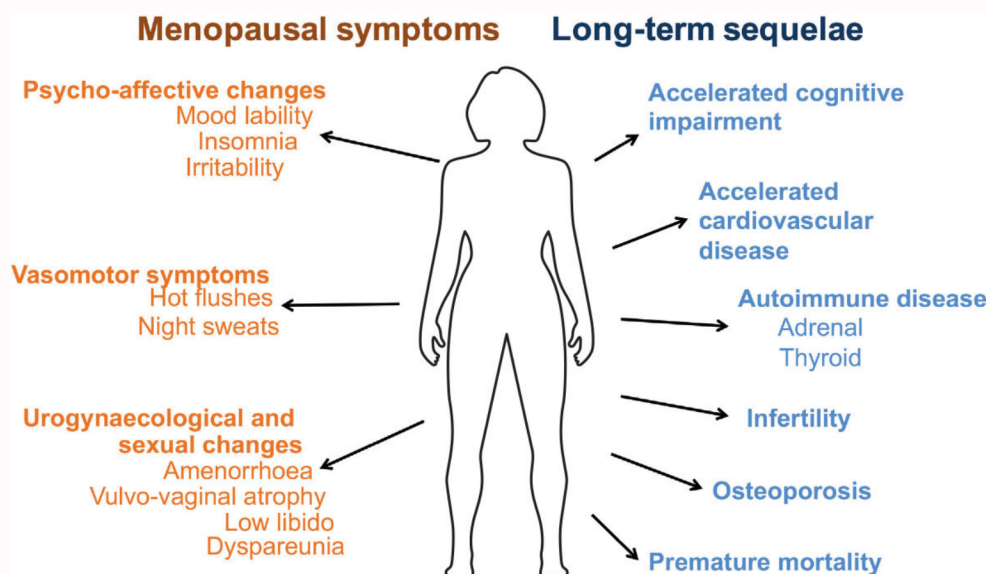 Menopausal symptoms
Psycho-affective changes
Mood lability
Insomnia
Irritability
Vasomotor symptoms
Hot flushes
Night sweats
Urogynaecological and
sexual changes
Amenorrhoea
Vulvo-vaginal atrophy
Low libido
Dyspareunia
Long-term sequelae
Accelerated cognitive
impairment
Accelerated
cardiovascular
disease
Autoimmune disease
Adrenal
Thyroid
Infertility
Osteoporosis
Premature mortality